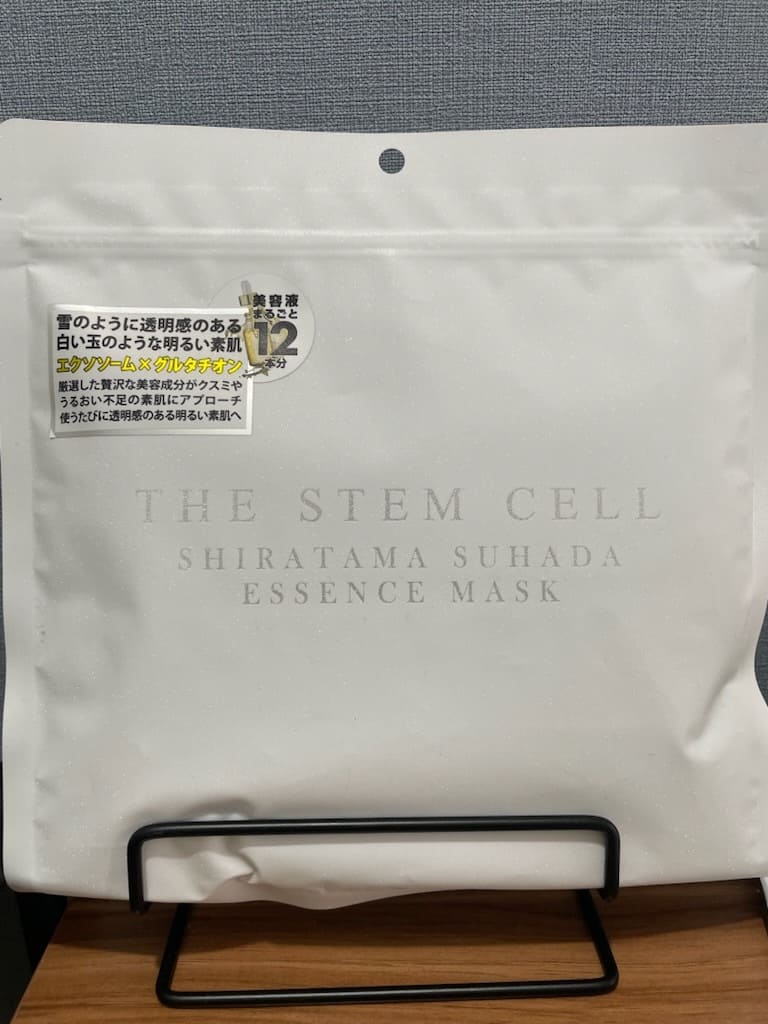 美容液
まるごと
12
本分
雪のように透明感のある
白い玉のような明るい素肌
エクソソーム×グルタチオン
厳選した贅沢な美容成分がクスミや
うるおい不足の素肌にアプローチ
使うたびに透明感のある明るい素肌へ
THE STEM CELL
SHIRATAMA SUHADA
ESSENCE MASK